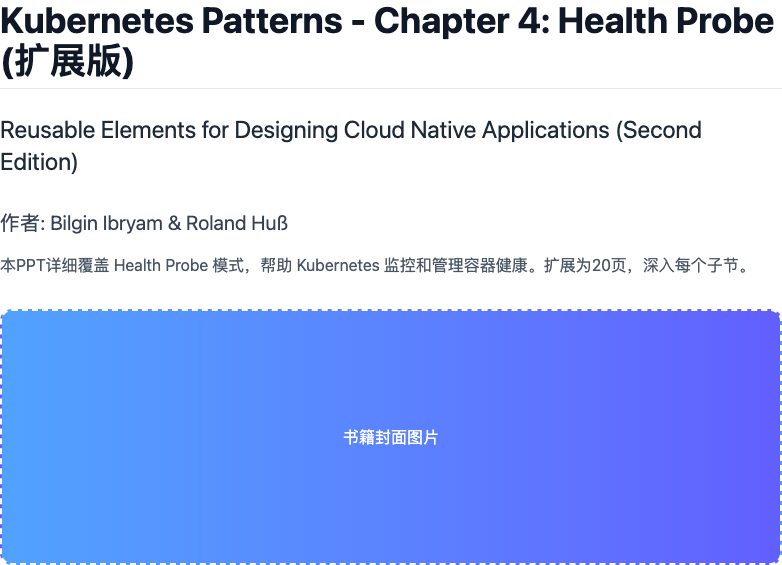 Kubernetes Patterns - Chapter 4: Health Probe
(扩展版)
Reusable Elements for Designing Cloud Native Applications (Second
Edition)
作者: Bilgin Ibryam & Roland Huß
本PPT详细覆盖 Health Probe 模式，帮助 Kubernetes 监控和管理容器健康。扩展为20页，深入每个子节。
书籍封面图片